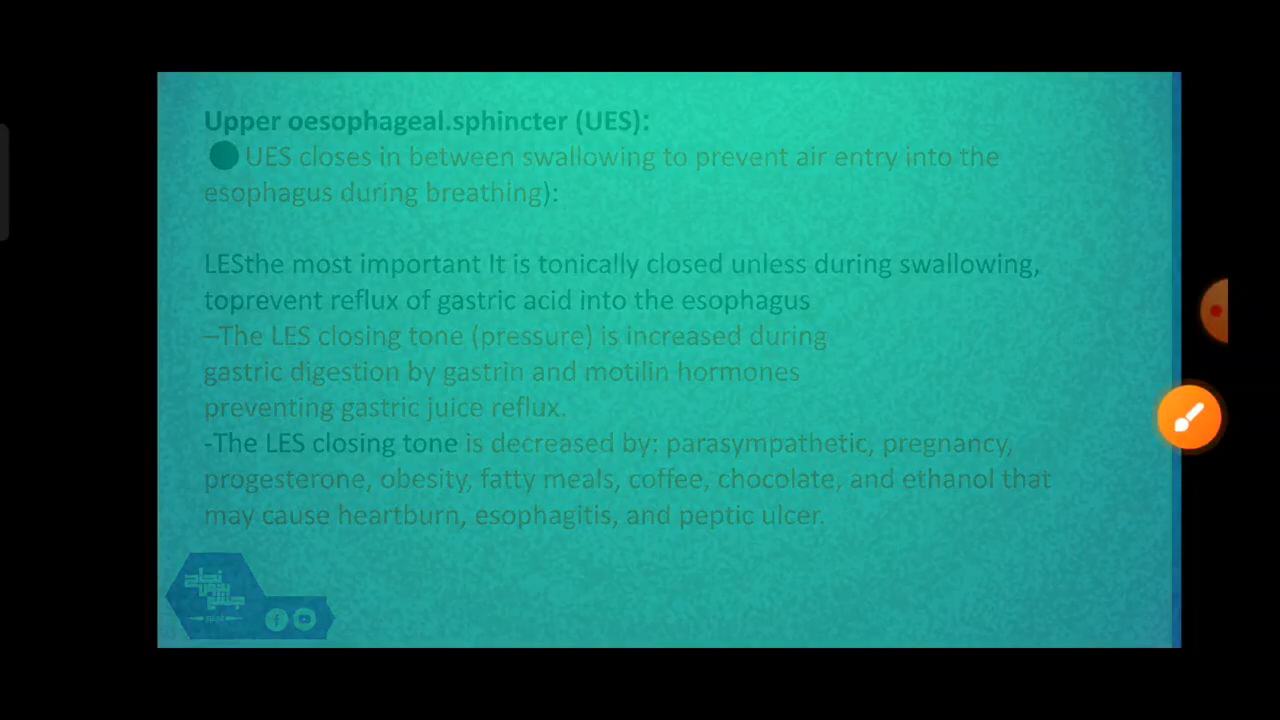 Upper oesophageal.sphincter (UES):
UES closes in between swallowing to prevent air entry into the
esophagus during breathing):
LESthe most important It is tonically closed unless during swallowing,
toprevent reflux of gastric acid into the esophagus
–The LES closing tone (pressure) is increased during
gastric digestion by gastrin and motilin hormones
preventing gastric juice reflux.
-The LES closing tone is decreased by: parasympathetic, pregnancy,
progesterone, obesity, fatty meals, coffee, chocolate, and ethanol that
may cause heartburn, esophagitis, and peptic ulcer.